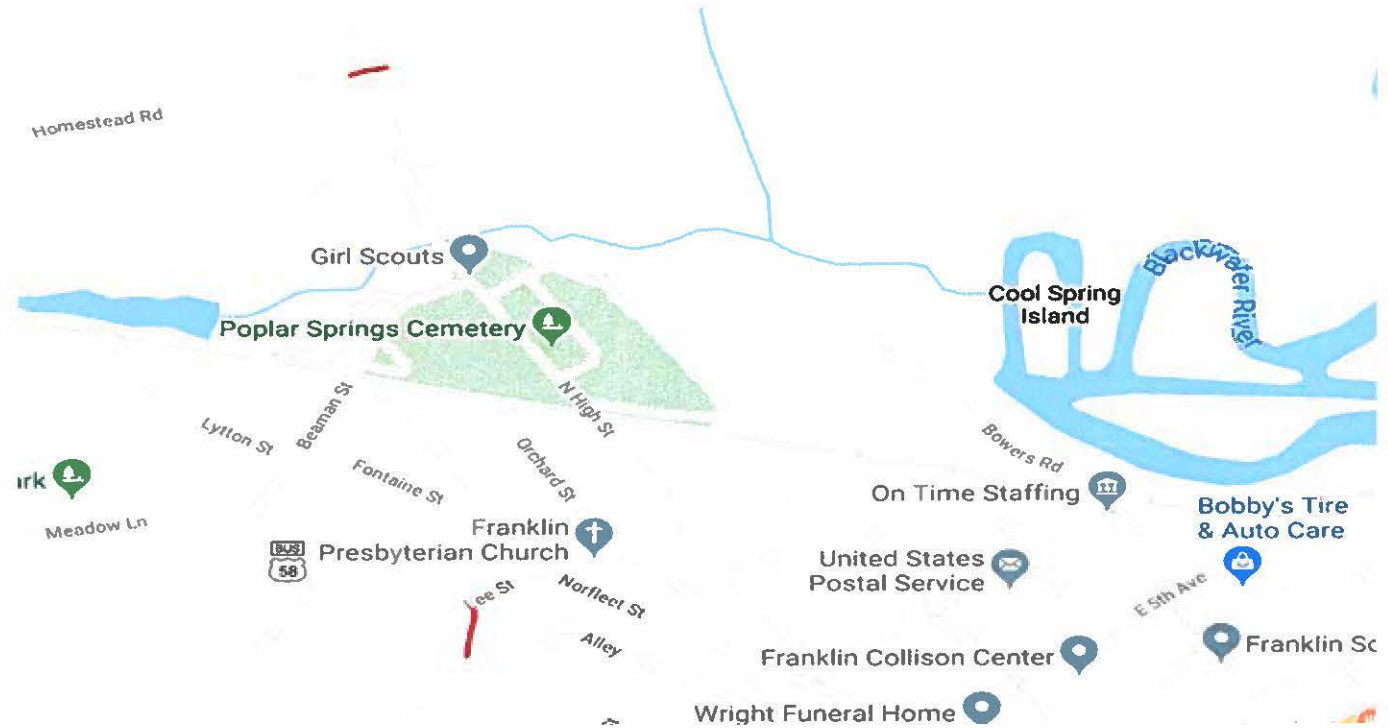 Homestead Rd
Girl Scouts
Blackwater River
Cool Spring
Island
Poplar Springs Cemetery
Beaman St
N High St
Lytton St
Bowers Rd
Orchard St
Fontaine St
ırk
On Time Staffing
Meadow Ln
Bobby's Tire
& Auto Care
Franklin
Presbyterian Church
BUS
58
United States
Postal Service
Lee St
Norfleet St
E 5th Ave
Alley
Franklin Collison Center
Franklin Sc
Wright Funeral Home